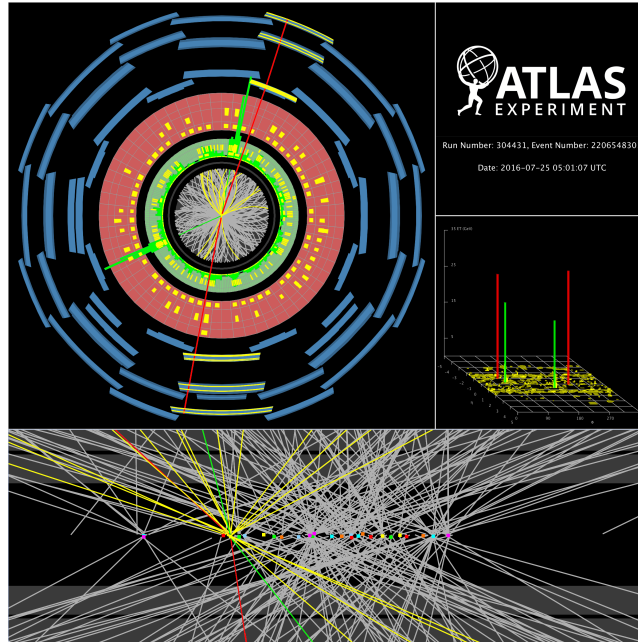 ATLAS
EXPERIMENT
Run Number: 304431, Event Number: 220654830
Date: 2016-07-25 05:01:07 UTC